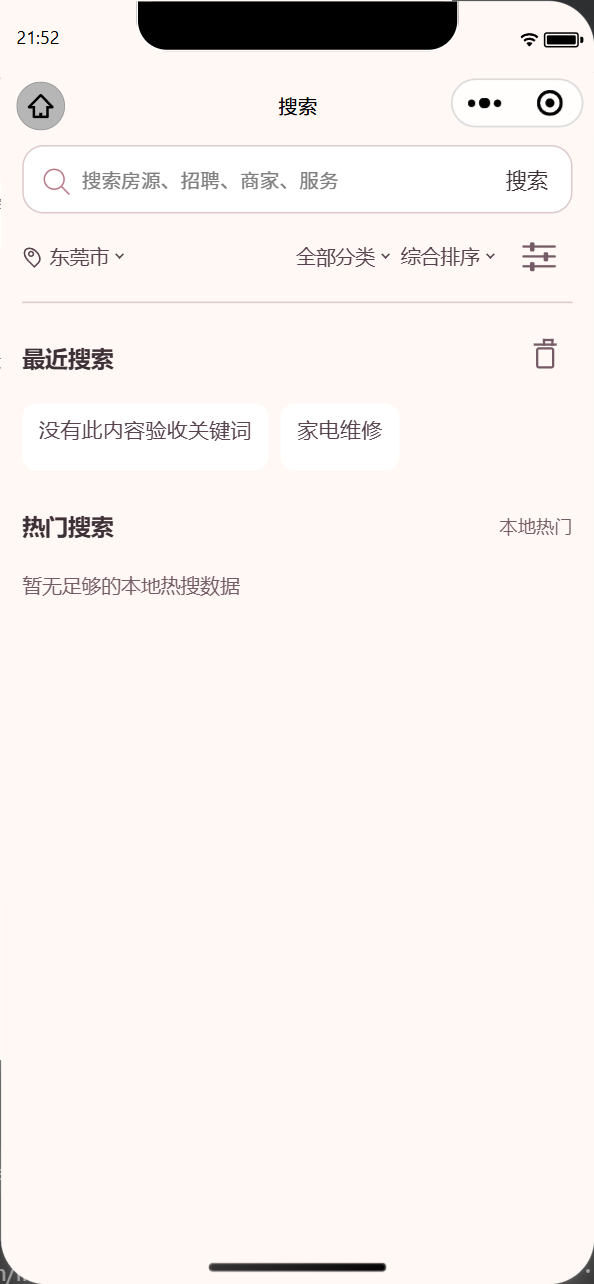 21:52
搜索
搜索房源、招聘、商家、服务 搜索
东莞市 全部分类 综合排序
最近搜索
没有此内容验收关键词 家电维修
热门搜索 本地热门
暂无足够的本地热搜数据